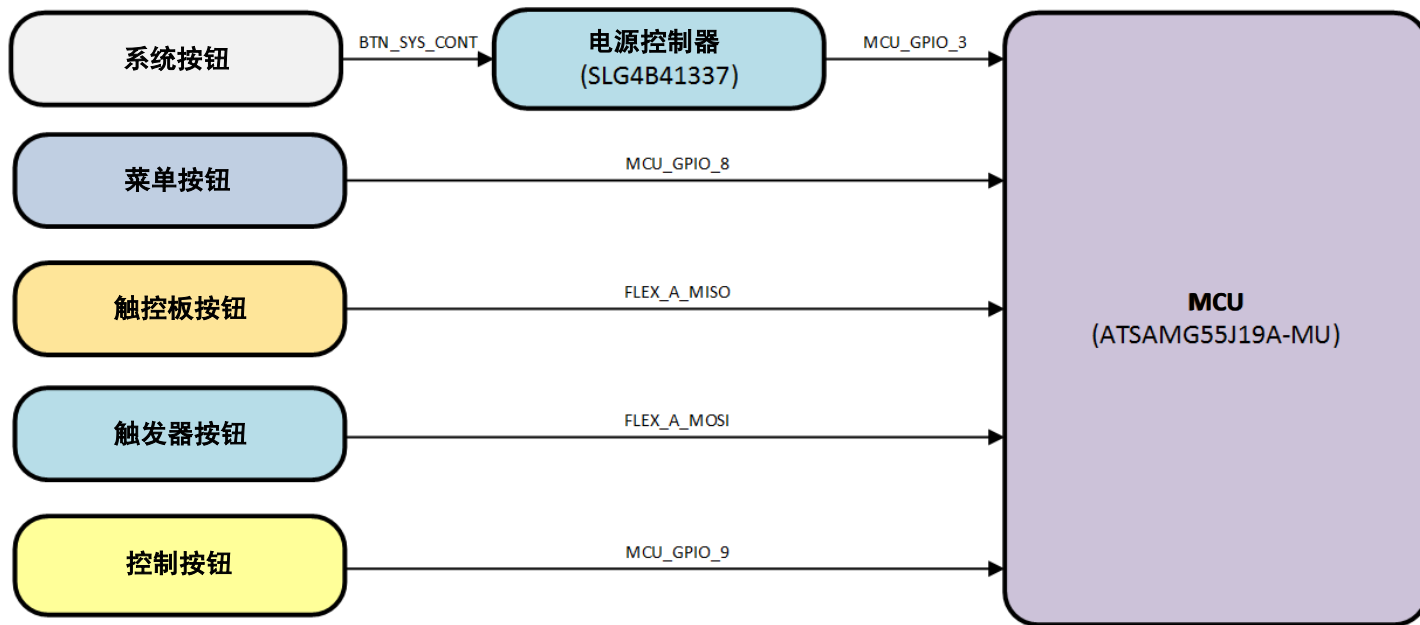 系统按钮
BTN_SYS_CONT
电源控制器
(SLG4B41337)
MCU_GPIO_3
菜单按钮
MCU_GPIO_8
触控板按钮
FLEX_A_MISO
MCU
(ATSAMG55J19A-MU)
触发器按钮
FLEX_A_MOSI
控制按钮
MCU_GPIO_9